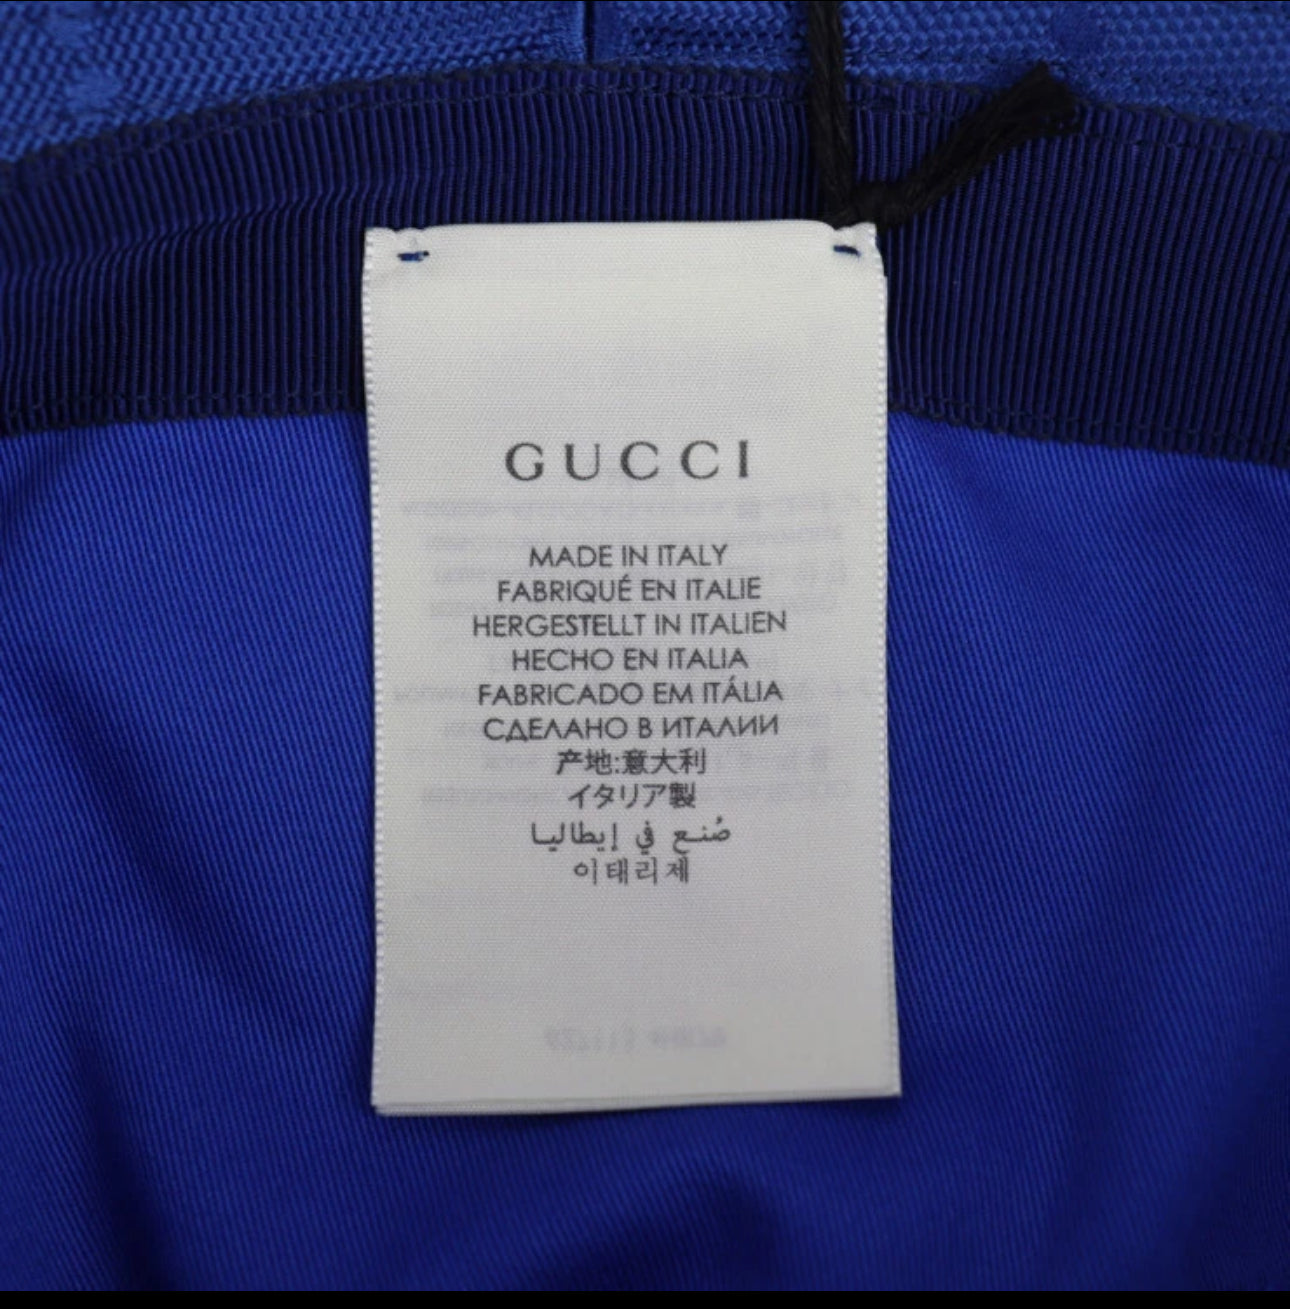 GUCCI
MADE IN ITALY
FABRIQUÉ EN ITALIE
HERGESTELLT IN ITALIEN
HECHO EN ITALIA
FABRICADO EM ITÁLIA
СДЕЛАНО В ИТАЛИИ
产地:意大利
イタリア製
صُنع في إيطاليا
이태리제